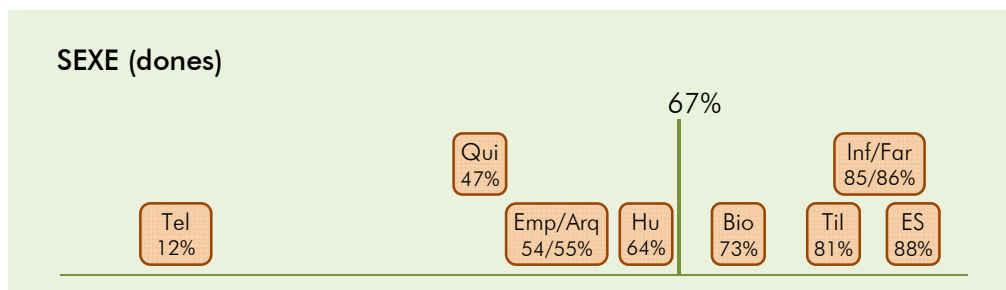 SEXE (dones)
67%
Qui
47%
Inf/Far
85/86%
Tel
12%
Emp/Arq
54/55%
Hu
64%
Bio
73%
Til
81%
ES
88%